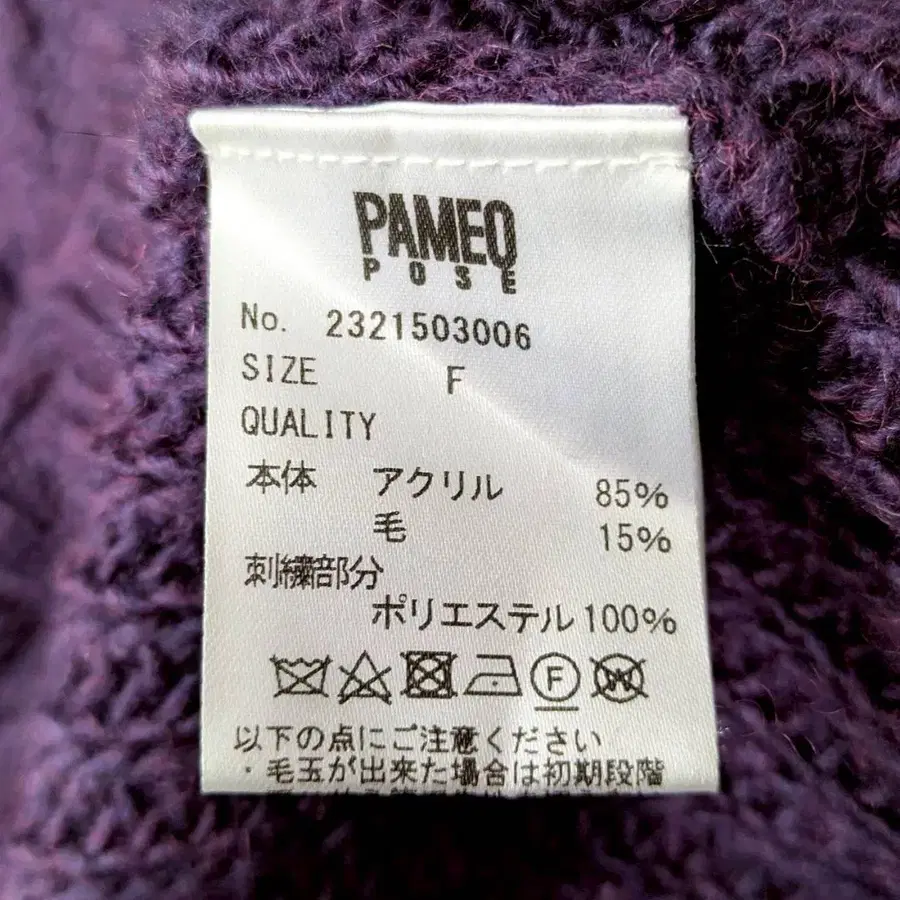 PAMEO
POSE
No. 2321503006
SIZE F
QUALITY
本体 アクリル 85%
毛 15%
刺繍部分
ポリエステル 100%
F W
以下の点にご注意ください
・毛玉が出来た場合は初期段階